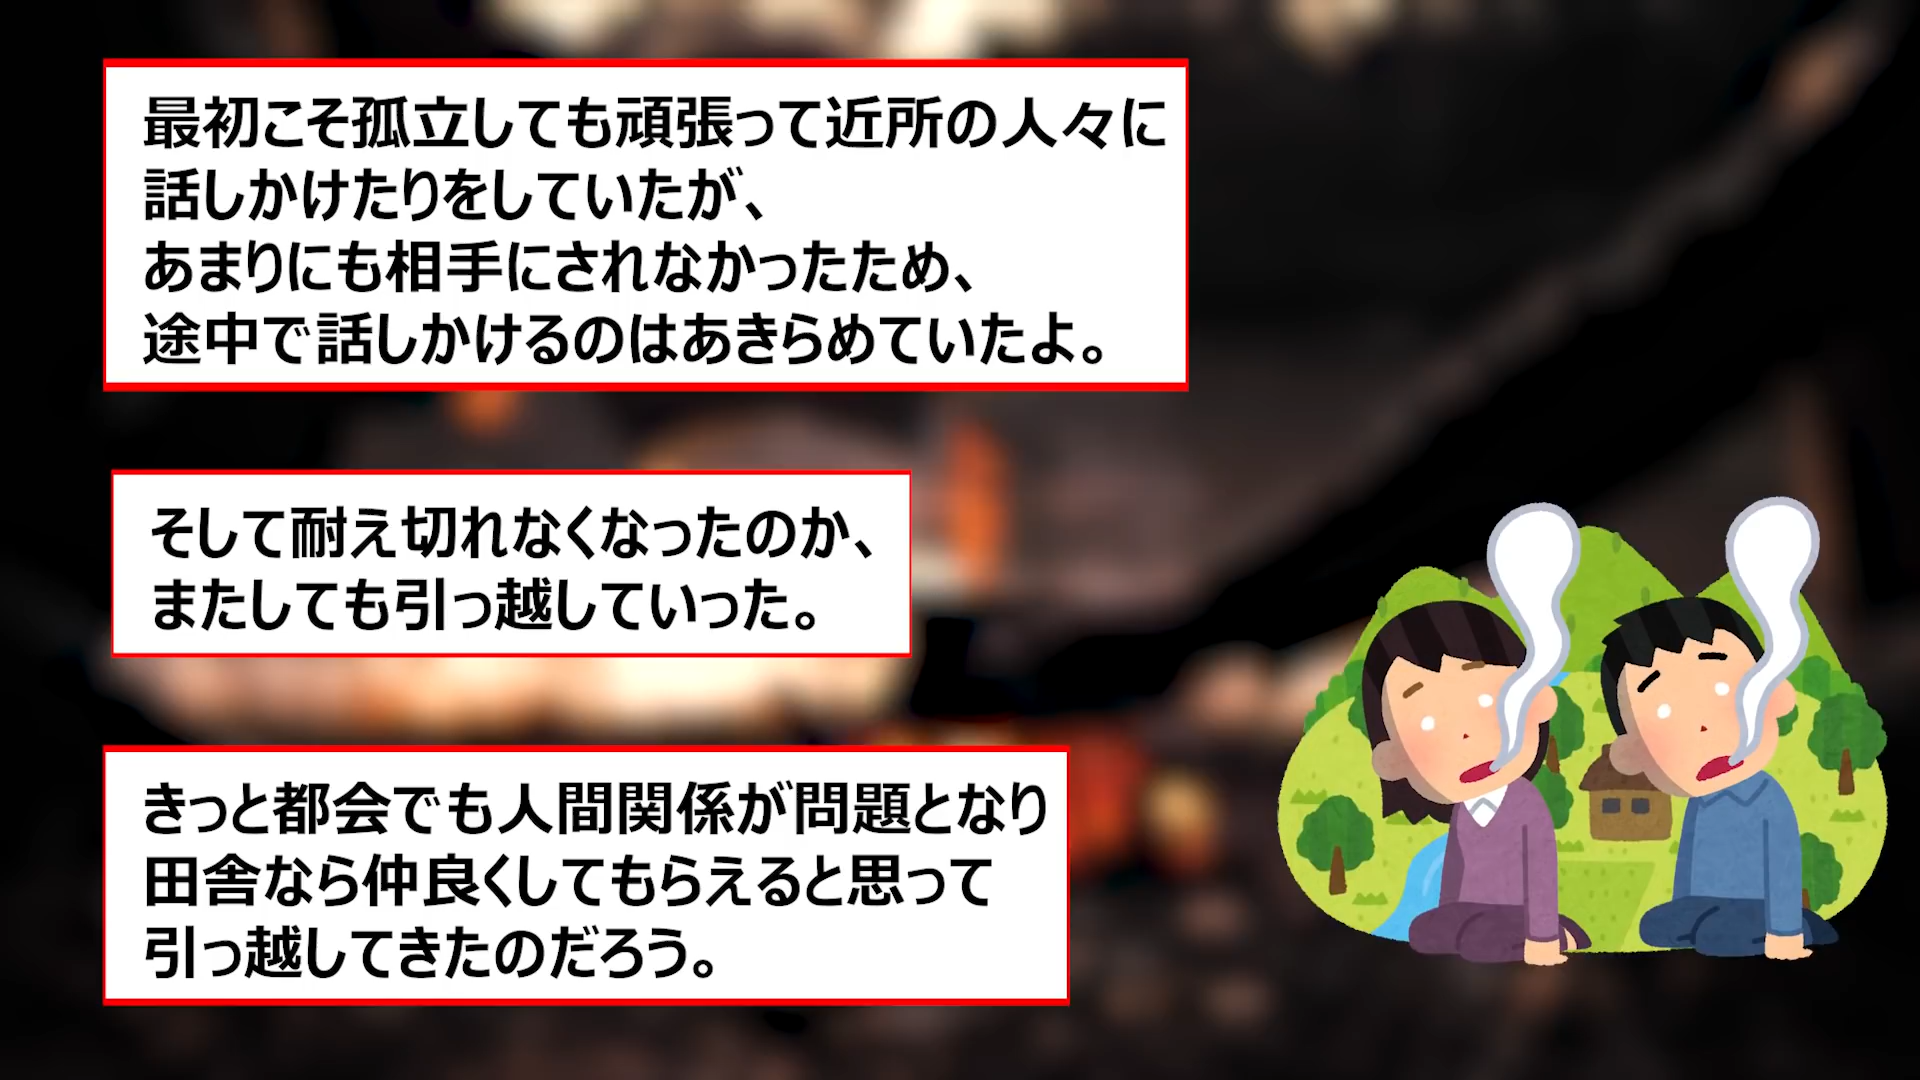 最初こそ孤立しても頑張って近所の人々に
話しかけたりをしていたが、
あまりにも相手にされなかったため、
途中で話しかけるのはあきらめていたよ。
そして耐え切れなくなったのか、
またしても引っ越していった。
きっと都会でも人間関係が問題となり
田舎なら仲良くしてもらえると思って
引っ越してきたのだろう。